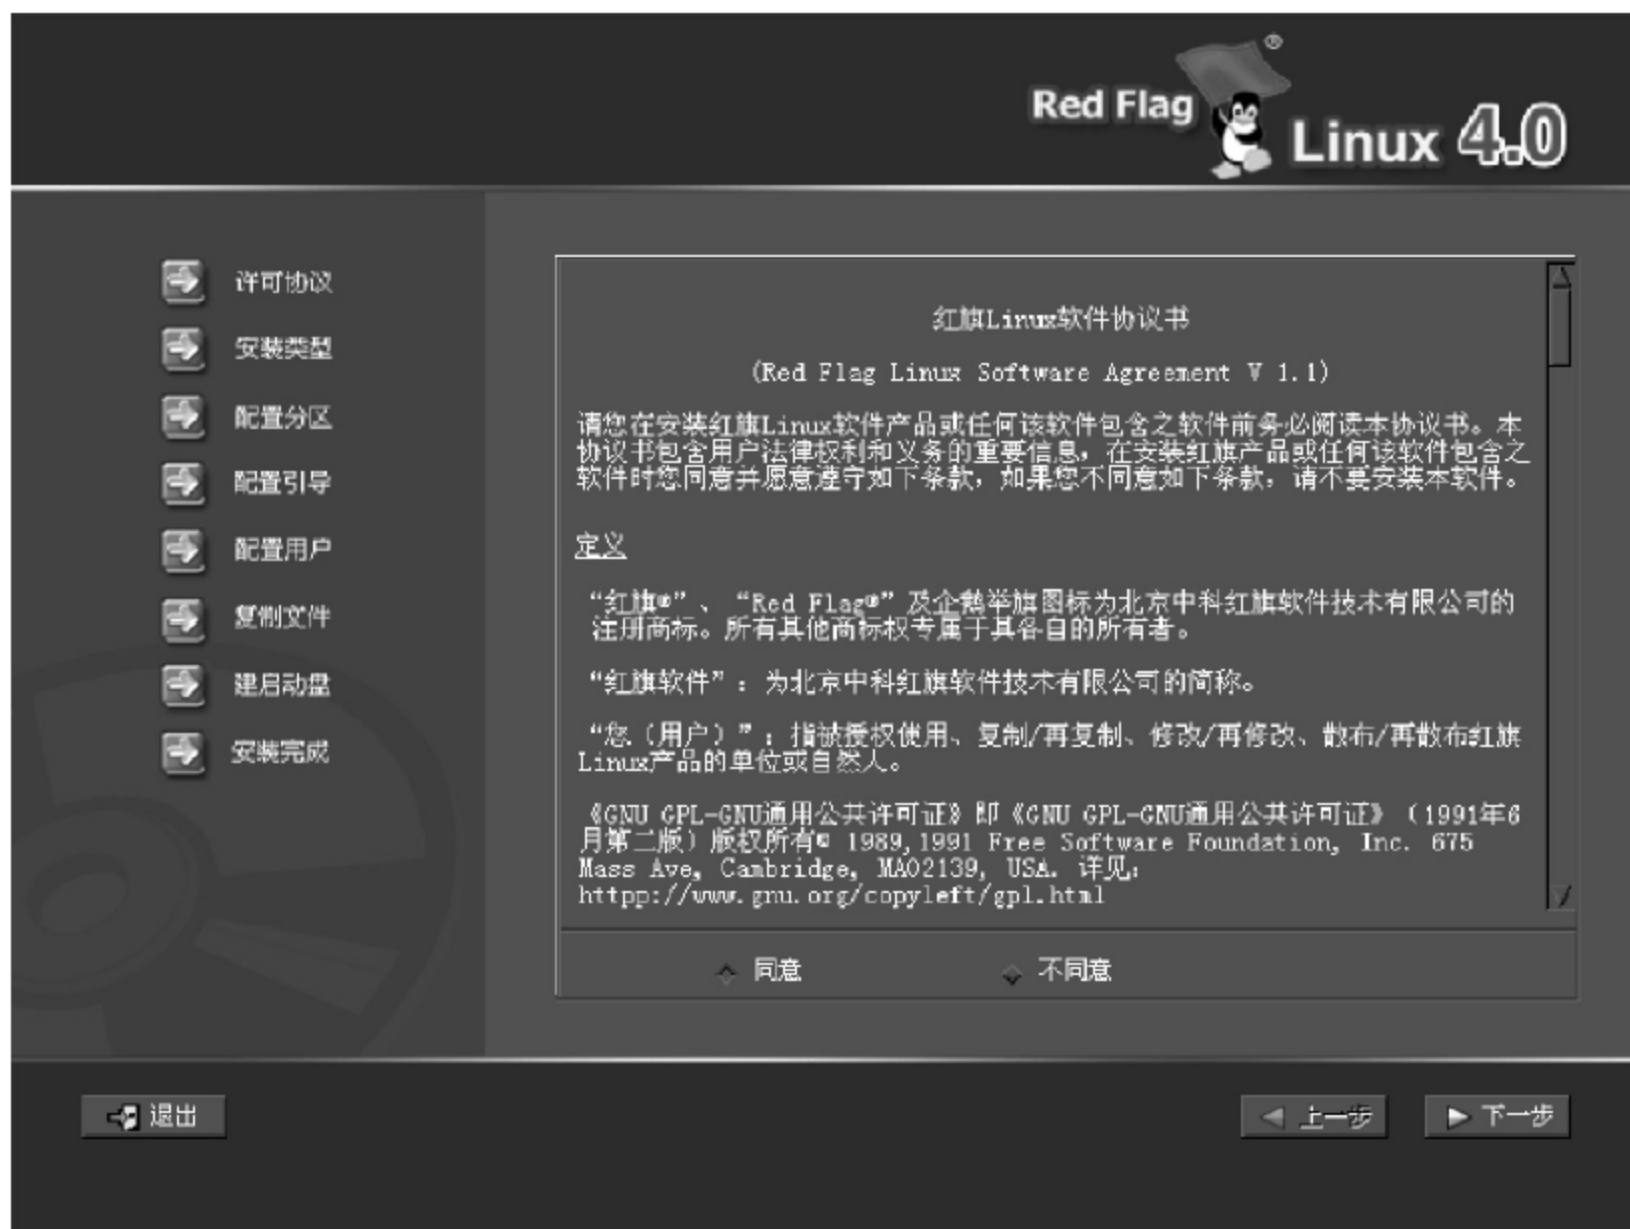 Red Flag ®
Linux 4.0
许可协议
安装类型
配置分区
配置引导
配置用户
复制文件
建启动盘
安装完成
红旗Linux软件协议书
(Red Flag Linux Software Agreement V 1.1)
请您在安装红旗Linux软件产品或任何该软件包含之软件前务必阅读本协议书。本
协议书包含用户法律权利和义务的重要信息，在安装红旗产品或任何该软件包含之
软件时您同意并愿意遵守如下条款，如果您不同意如下条款，请不要安装本软件。
定义
“红旗®”、“Red Flag®”及企鹅举旗图标为北京中科红旗软件技术有限公司的
注册商标。所有其他商标权专属于其各自的所有者。
“红旗软件”：为北京中科红旗软件技术有限公司的简称。
“您（用户）”：指被授权使用、复制/再复制、修改/再修改、散布/再散布红旗
Linux产品的单位或自然人。
《GNU GPL-GNU通用公共许可证》即《GNU GPL-GNU通用公共许可证》（1991年6
月第二版）版权所有© 1989,1991 Free Software Foundation, Inc. 675
Mass Ave, Cambridge, MA02139, USA. 详见：
httpp://www.gnu.org/copyleft/gpl.html
同意
不同意
退出
上一步
下一步